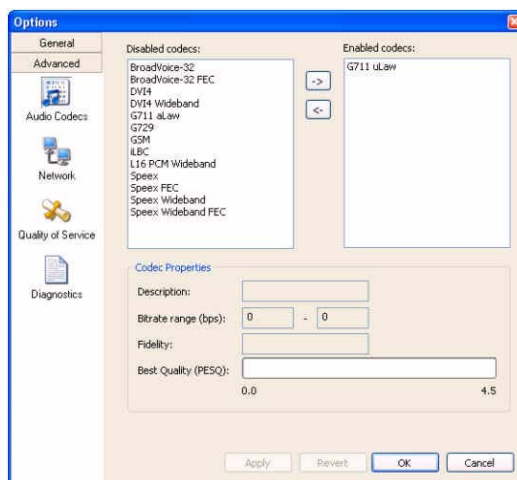 Options
General
Advanced
Audio Codecs
Network
Quality of Service
Diagnostics
Disabled codecs:
BroadVoice-32
BroadVoice-32 FEC
DVI4
DVI4 Wideband
G711 aLaw
G729
GSM
iLBC
L16 PCM Wideband
Speex
Speex FEC
Speex Wideband
Speex Wideband FEC
->
<-
Enabled codecs:
G711 uLaw
Codec Properties
Description:
Bitrate range (bps): 0 - 0
Fidelity:
Best Quality (PESQ):
0.0 4.5
Apply Revert OK Cancel